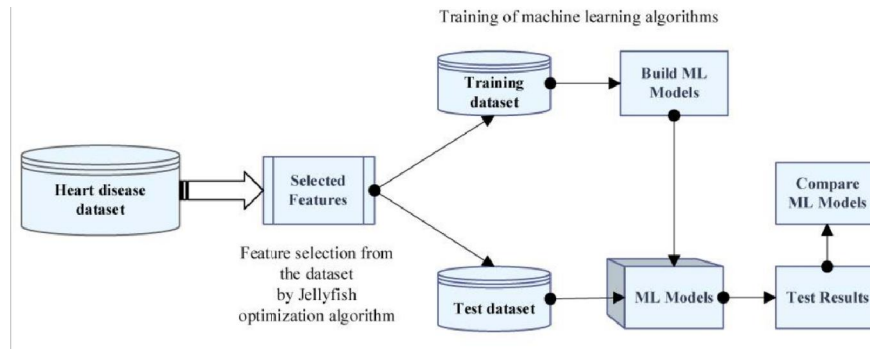 Training of machine learning algorithms
Training
dataset
Build ML
Models
Heart disease
dataset
Selected
Features
Compare
ML Models
Feature selection from
the dataset
by Jellyfish
optimization algorithm
Test dataset
ML Models
Test Results